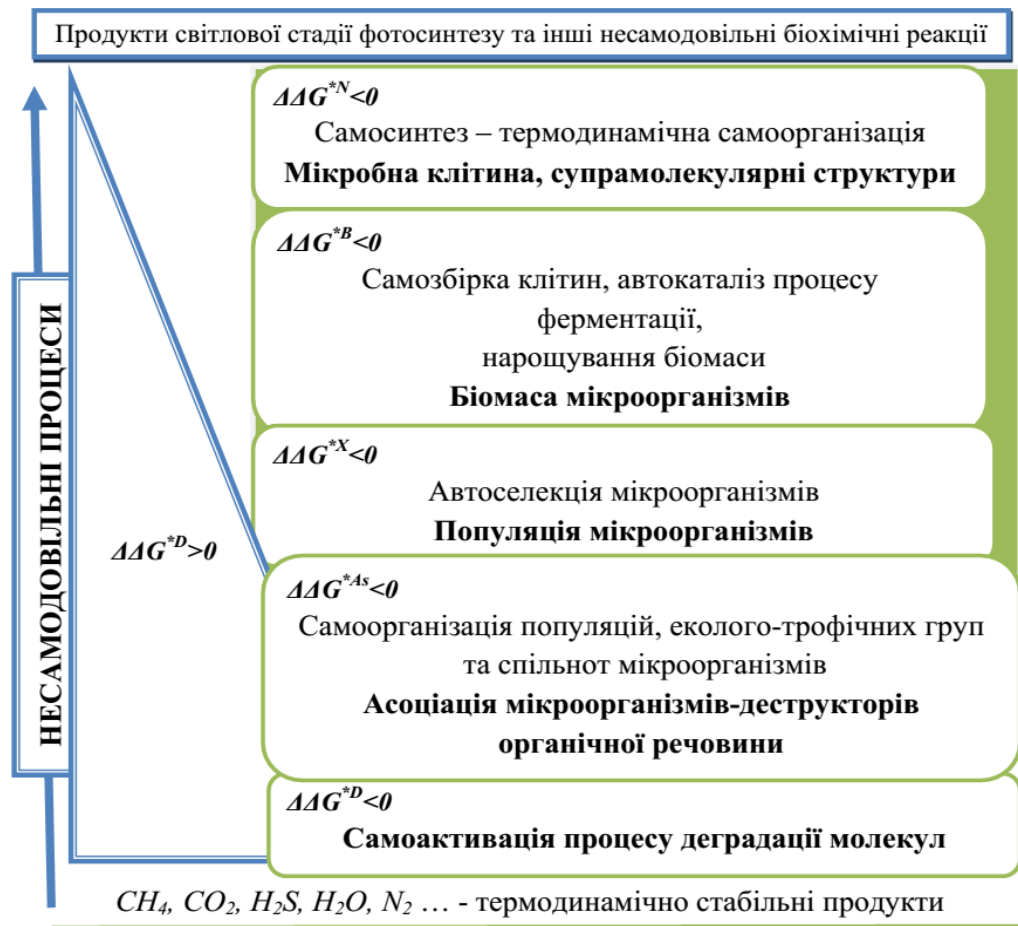 Продукти світлової стадії фотосинтезу та інші несамодовільні біохімічні реакції
ΔΔG*N<0
Самосинтез – термодинамічна самоорганізація
Мікробна клітина, супрамолекулярні структури
ΔΔG*B<0
Самозбірка клітин, автокаталіз процесу
ферментації,
нарощування біомаси
Біомаса мікроорганізмів
ΔΔG*X<0
Автоселекція мікроорганізмів
Популяція мікроорганізмів
НЕСАМОДОВІЛЬНІ ПРОЦЕСИ
ΔΔG*D>0
ΔΔG*As<0
Самоорганізація популяцій, еколого-трофічних груп
та спільнот мікроорганізмів
Асоціація мікроорганізмів-деструкторів
органічної речовини
ΔΔG*D<0
Самоактивація процесу деградації молекул
CH4, CO2, H2S, H2O, N2 … - термодинамічно стабільні продукти